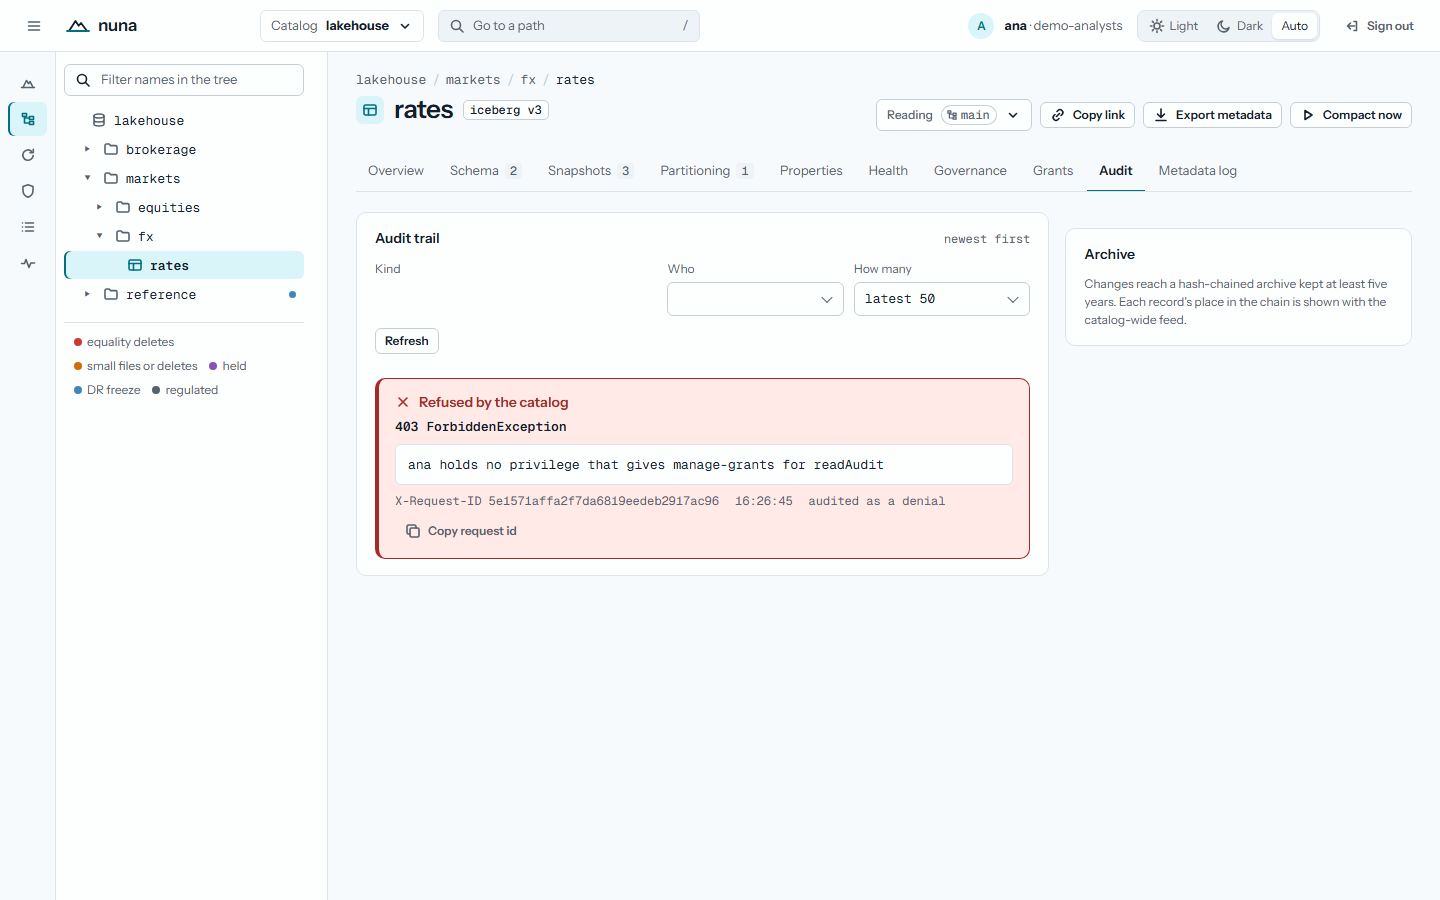 nuna
Catalog lakehouse
Go to a path /
A ana · demo-analysts
Light
Dark
Auto
Sign out
Filter names in the tree
lakehouse
brokerage
markets
equities
fx
rates
reference
equality deletes
small files or deletes held
DR freeze regulated
lakehouse / markets / fx / rates
rates iceberg v3
Reading main
Copy link
Export metadata
Compact now
Overview Schema 2 Snapshots 3 Partitioning 1 Properties Health Governance Grants Audit Metadata log
Audit trail
newest first
Kind
Who
How many
latest 50
Refresh
Refused by the catalog
403 ForbiddenException
ana holds no privilege that gives manage-grants for readAudit
X-Request-ID 5e1571affa2f7da6819eedeb2917ac96 16:26:45 audited as a denial
Copy request id
Archive
Changes reach a hash-chained archive kept at least five
years. Each record's place in the chain is shown with the
catalog-wide feed.